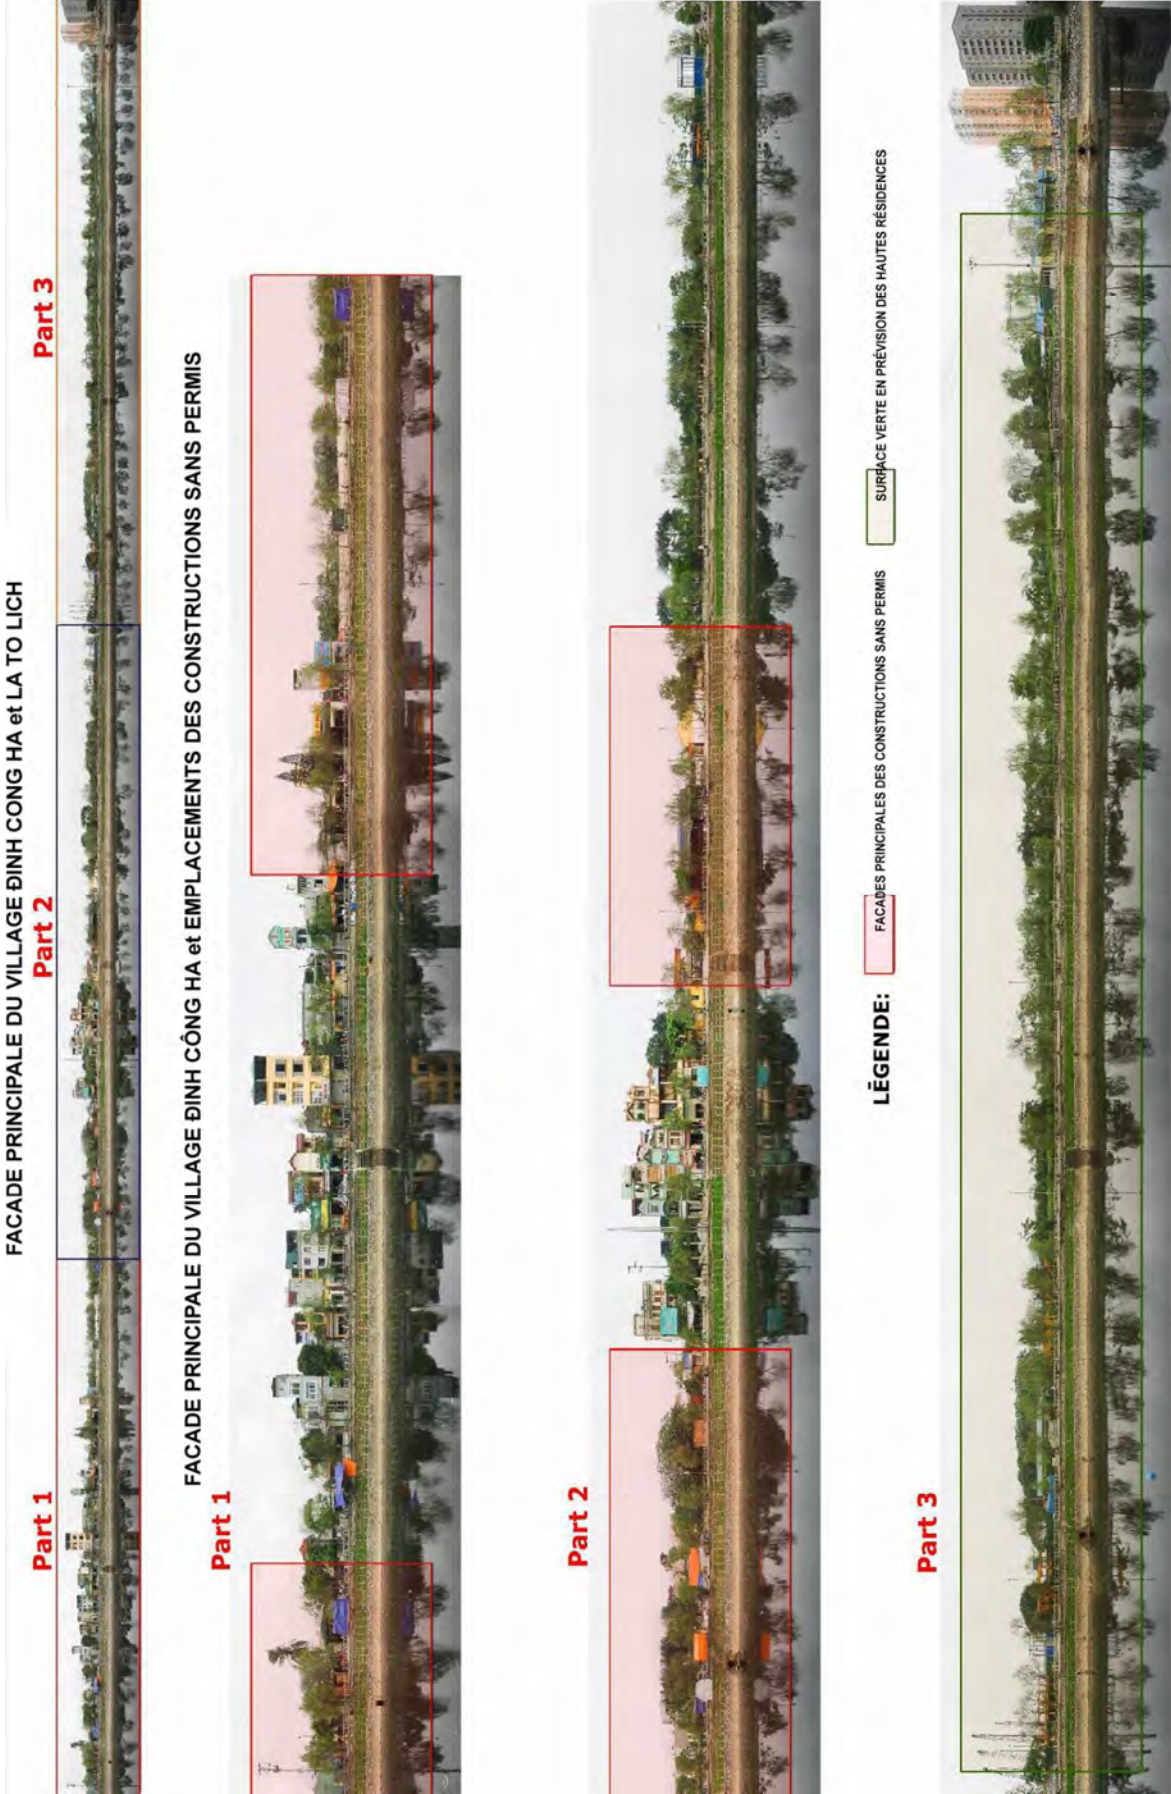 FACADE PRINCIPALE DU VILLAGE ĐINH CONG HA et LA TO LICH
Part 1
Part 2
Part 3
FACADE PRINCIPALE DU VILLAGE ĐINH CÔNG HA et EMPLACEMENTS DES CONSTRUCTIONS SANS PERMIS
Part 1
Part 2
LÉGENDE:
FACADES PRINCIPALES DES CONSTRUCTIONS SANS PERMIS
SURFACE VERTE EN PRÉVISION DES HAUTES RÉSIDENCES
Part 3